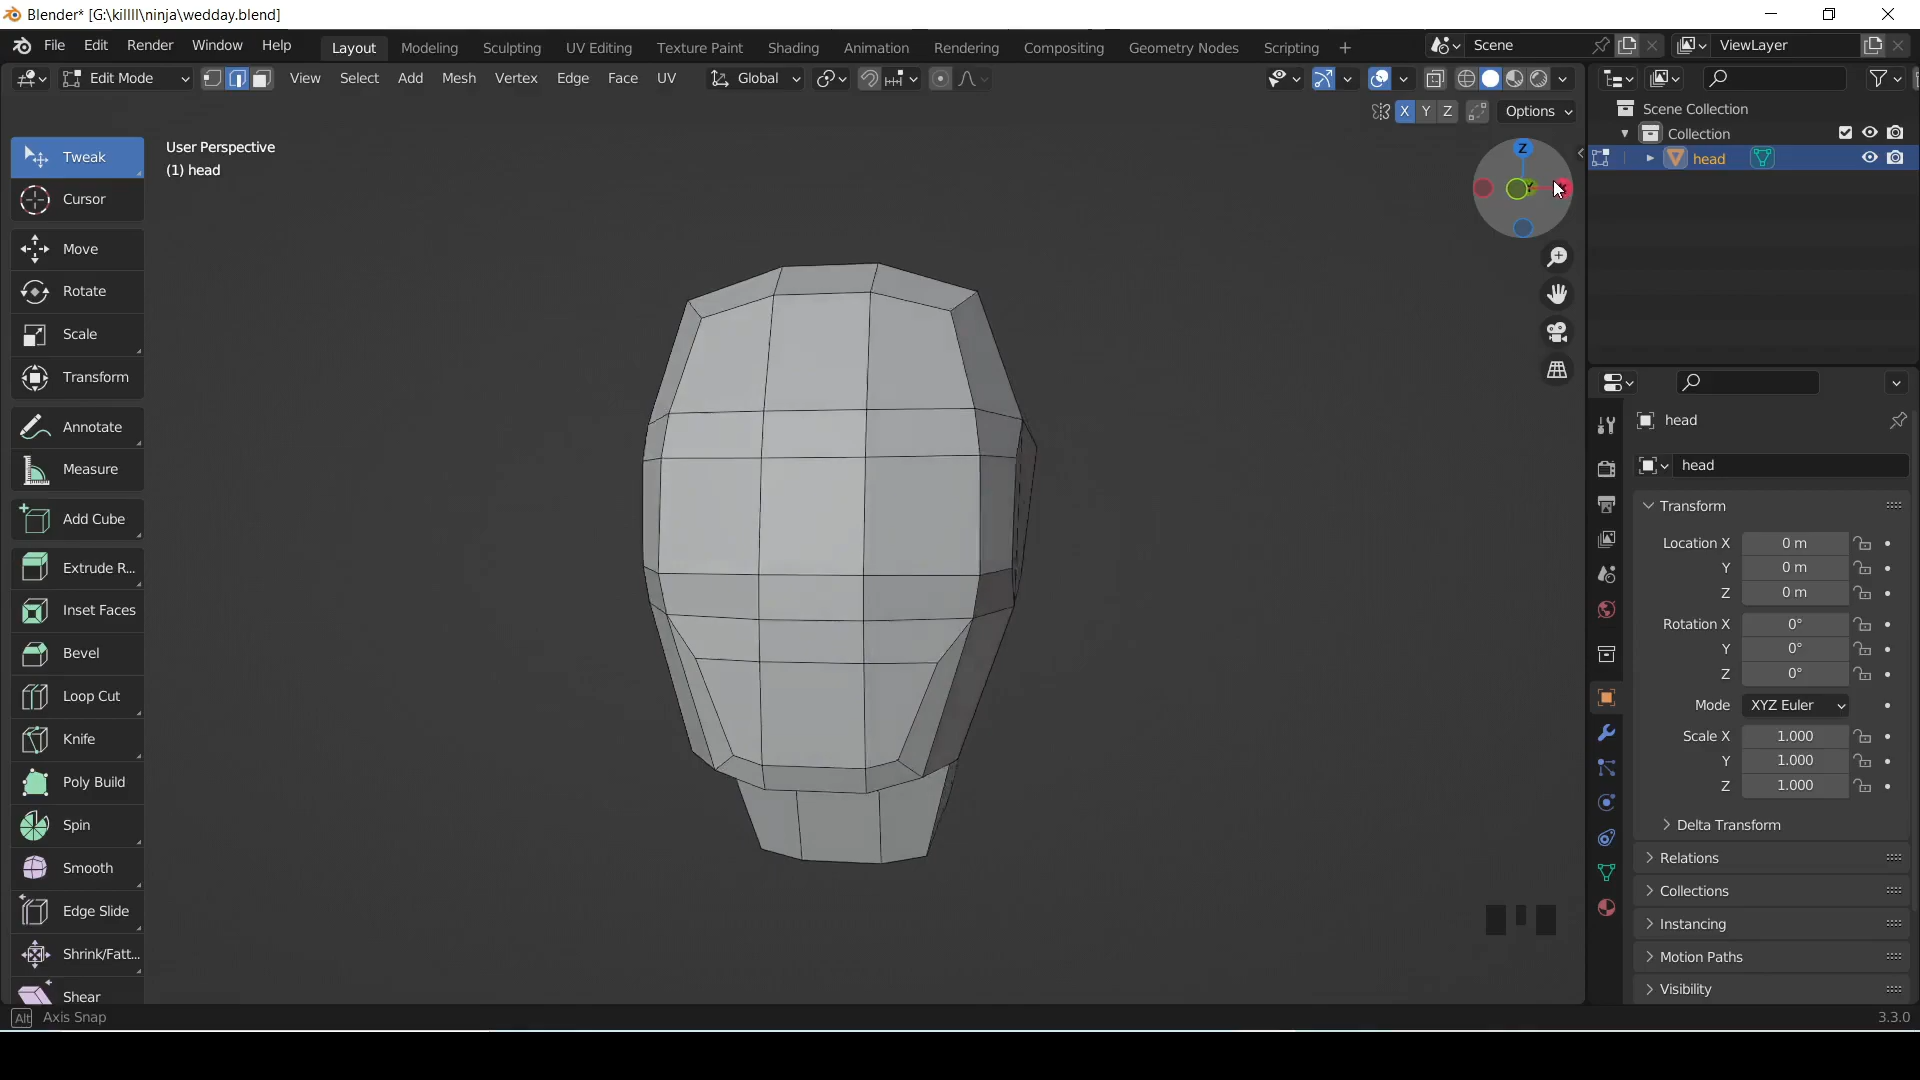 Blender* [G:\killll\ninja\wedday.blend]
File Edit Render Window Help Layout Modeling Sculpting UV Editing Texture Paint Shading Animation Rendering Compositing Geometry Nodes Scripting + Scene ViewLayer
Edit Mode View Select Add Mesh Vertex Edge Face UV Global
X Y Z Options
Scene Collection
Collection
head
User Perspective
(1) head
Z
Y
Tweak
Cursor
Move
Rotate
Scale
Transform
Annotate
Measure
Add Cube
Extrude R...
Inset Faces
Bevel
Loop Cut
Knife
Poly Build
Spin
Smooth
Edge Slide
Shrink/Fatt...
Shear
head
head
Transform
Location X 0 m
Y 0 m
Z 0 m
Rotation X 0°
Y 0°
Z 0°
Mode XYZ Euler
Scale X 1.000
Y 1.000
Z 1.000
Delta Transform
Relations
Collections
Instancing
Motion Paths
Visibility
Alt Axis Snap
3.3.0